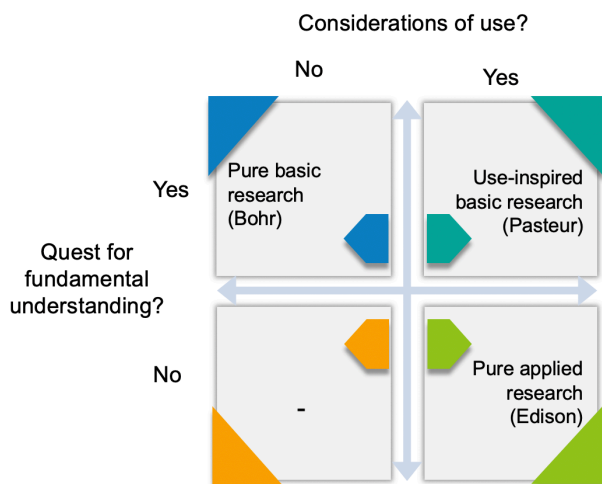 Considerations of use?
No
Yes
Yes
Pure basic
research
(Bohr)
Use-inspired
basic research
(Pasteur)
Quest for
fundamental
understanding?
No
-
Pure applied
research
(Edison)